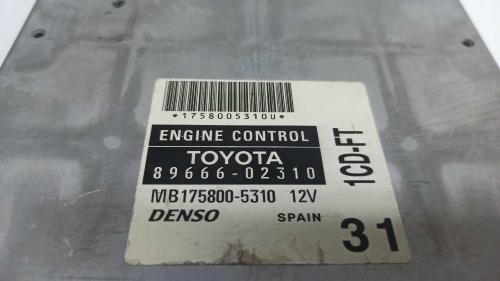 *1758005310U*
ENGINE CONTROL
TOYOTA
89666-02310
MB175800-5310 12V
DENSO SPAIN
1CD-FT
31